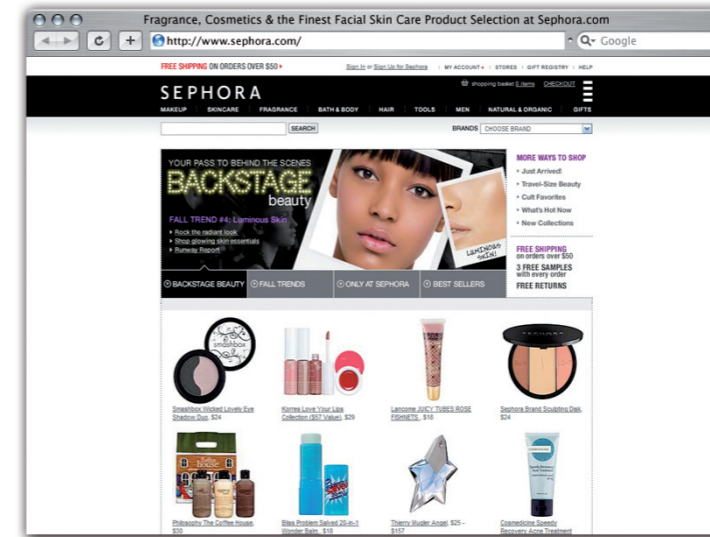 Fragrance, Cosmetics & the Finest Facial Skin Care Product Selection at Sephora.com
http://www.sephora.com/
Google
FREE SHIPPING ON ORDERS OVER $50
Sign In or Sign Up for Sephora
MY ACCOUNT
STORES
GIFT REGISTRY
HELP
SEPHORA
shopping basket 0 items CHECKOUT
MAKEUP SKINCARE FRAGRANCE BATH & BODY HAIR TOOLS MEN NATURAL & ORGANIC GIFTS
SEARCH
BRANDS CHOOSE BRAND
YOUR PASS TO BEHIND THE SCENES
BACKSTAGE
beauty
FALL TREND #4: Luminous Skin
Rock the radiant look
Shop glowing skin essentials
Runway Report
LUMINOUS
SKIN!
BACKSTAGE BEAUTY FALL TRENDS ONLY AT SEPHORA BEST SELLERS
MORE WAYS TO SHOP
Just Arrived!
Travel-Size Beauty
Cult Favorites
What's Hot Now
New Collections
FREE SHIPPING
on orders over $50
3 FREE SAMPLES
with every order
FREE RETURNS
smashbox
SEPHORA
Smashbox Wicked Lovely Eye
Shadow Duo, $24
Korres Love Your Lips
Collection ($57 Value), $29
Lancome JUICY TUBES ROSE
FISHNETS, $18
Sephora Brand Sculpting Disk,
$24
house
Philosophy The Coffee House,
$30
Bliss Problem Salved 20-in-1
Wonder Balm, $18
Thierry Mugler Angel, $25 -
$157
Cosmedicine Speedy
Recovery Acne Treatment